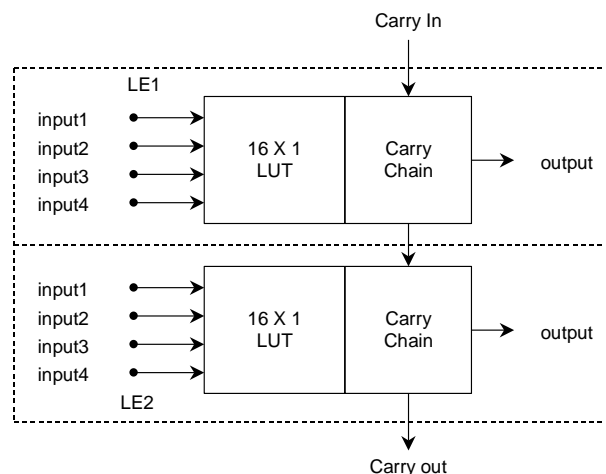 Carry In
LE1
input1
input2
input3
input4
16 X 1
LUT
Carry
Chain
output
input1
input2
input3
input4
16 X 1
LUT
Carry
Chain
output
LE2
Carry out